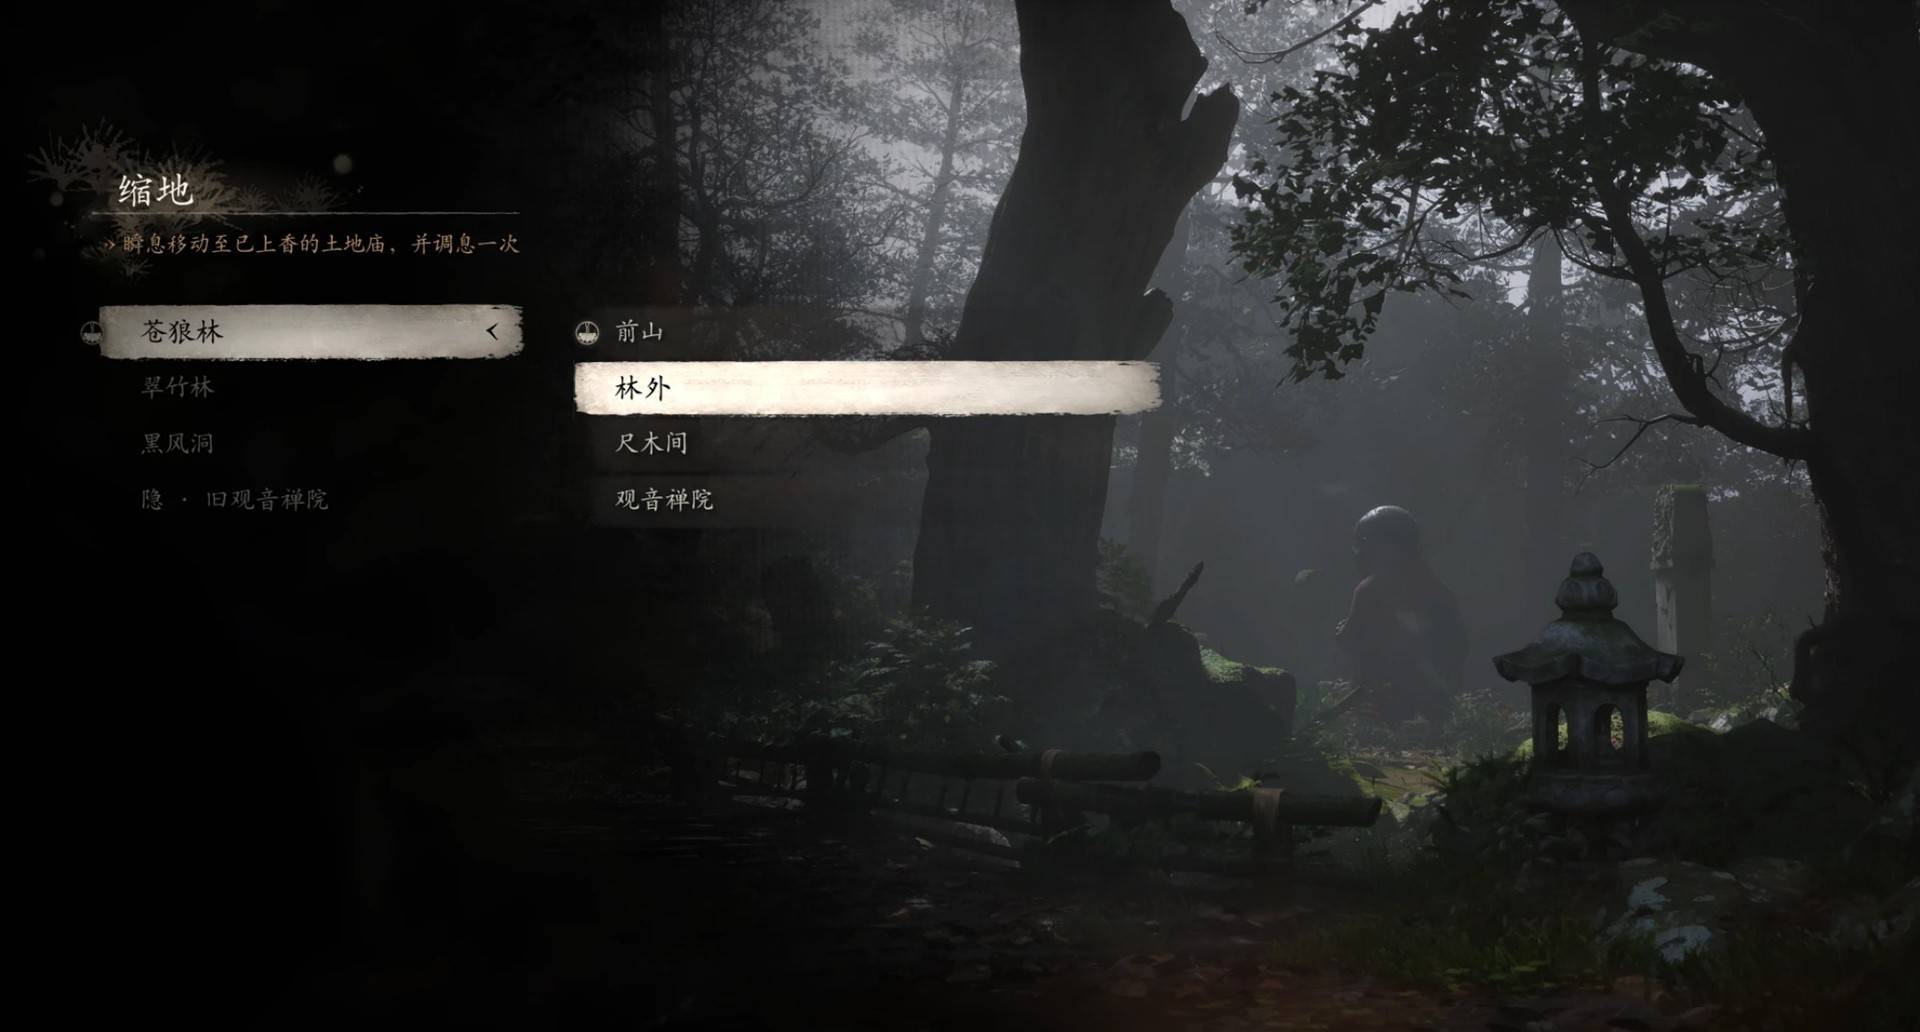 缩地
瞬息移动至已上香的土地庙，并调息一次
苍狼林
翠竹林
黑风洞
隐 · 旧观音禅院
前山
林外
尺木间
观音禅院